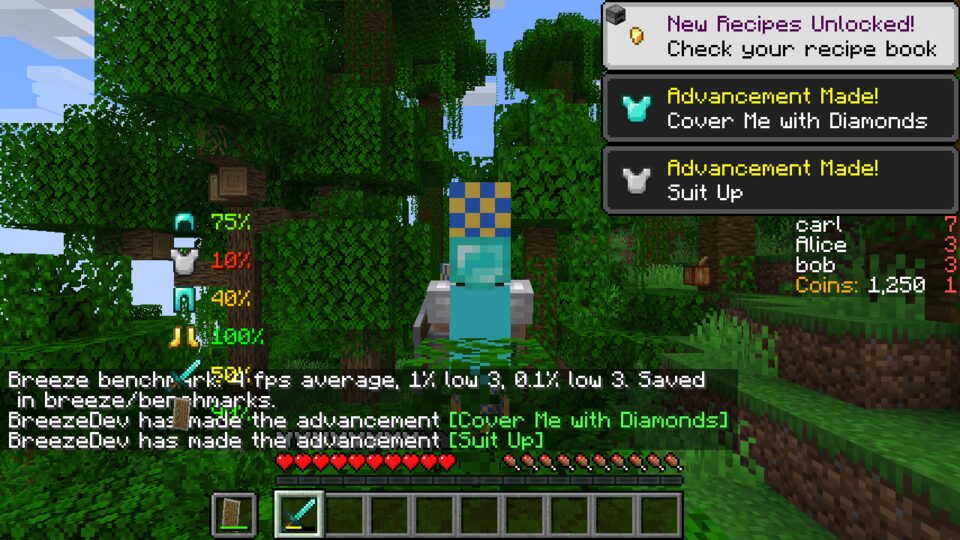 New Recipes Unlocked!
Check your recipe book
Advancement Made!
Cover Me with Diamonds
Advancement Made!
Suit Up
carl 7
Alice 3
bob 3
Coins: 1,250 1
75%
10%
40%
100%
50%
Breeze benchmark: 4 fps average, 1% low 3, 0.1% low 3. Saved
in breeze/benchmarks.
BreezeDev has made the advancement [Cover Me with Diamonds]
BreezeDev has made the advancement [Suit Up]